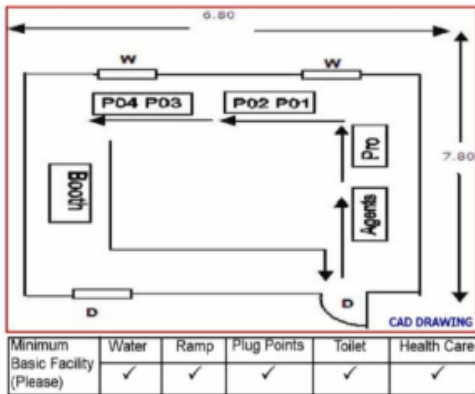 6.80
W
W
P04 P03
P02 P01
Pro
7.80
Booth
Agents
D
D
CAD DRAWING
Minimum Basic Facility (Please)
Water
Ramp
Plug Points
Toilet
Health Care
✓ ✓ ✓ ✓ ✓